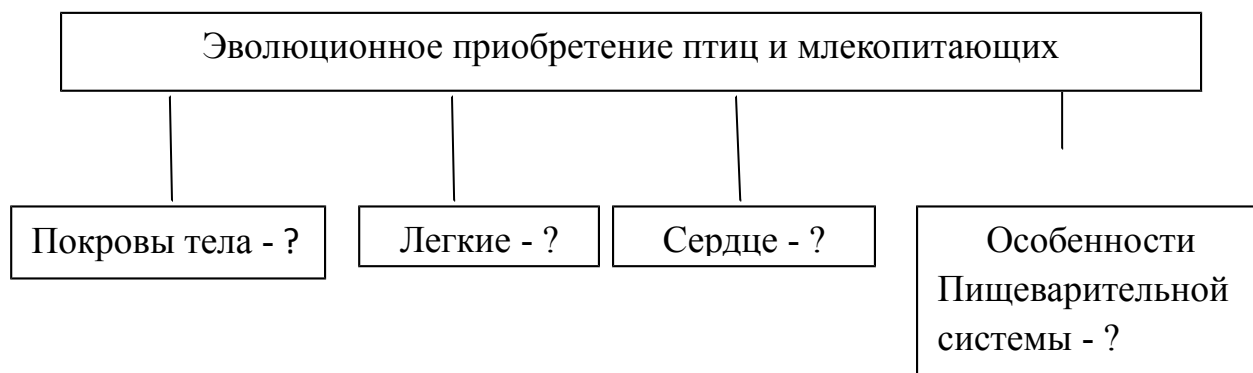 Эволюционное приобретение птиц и млекопитающих
Покровы тела - ?
Легкие - ?
Сердце - ?
Особенности
Пищеварительной
системы - ?